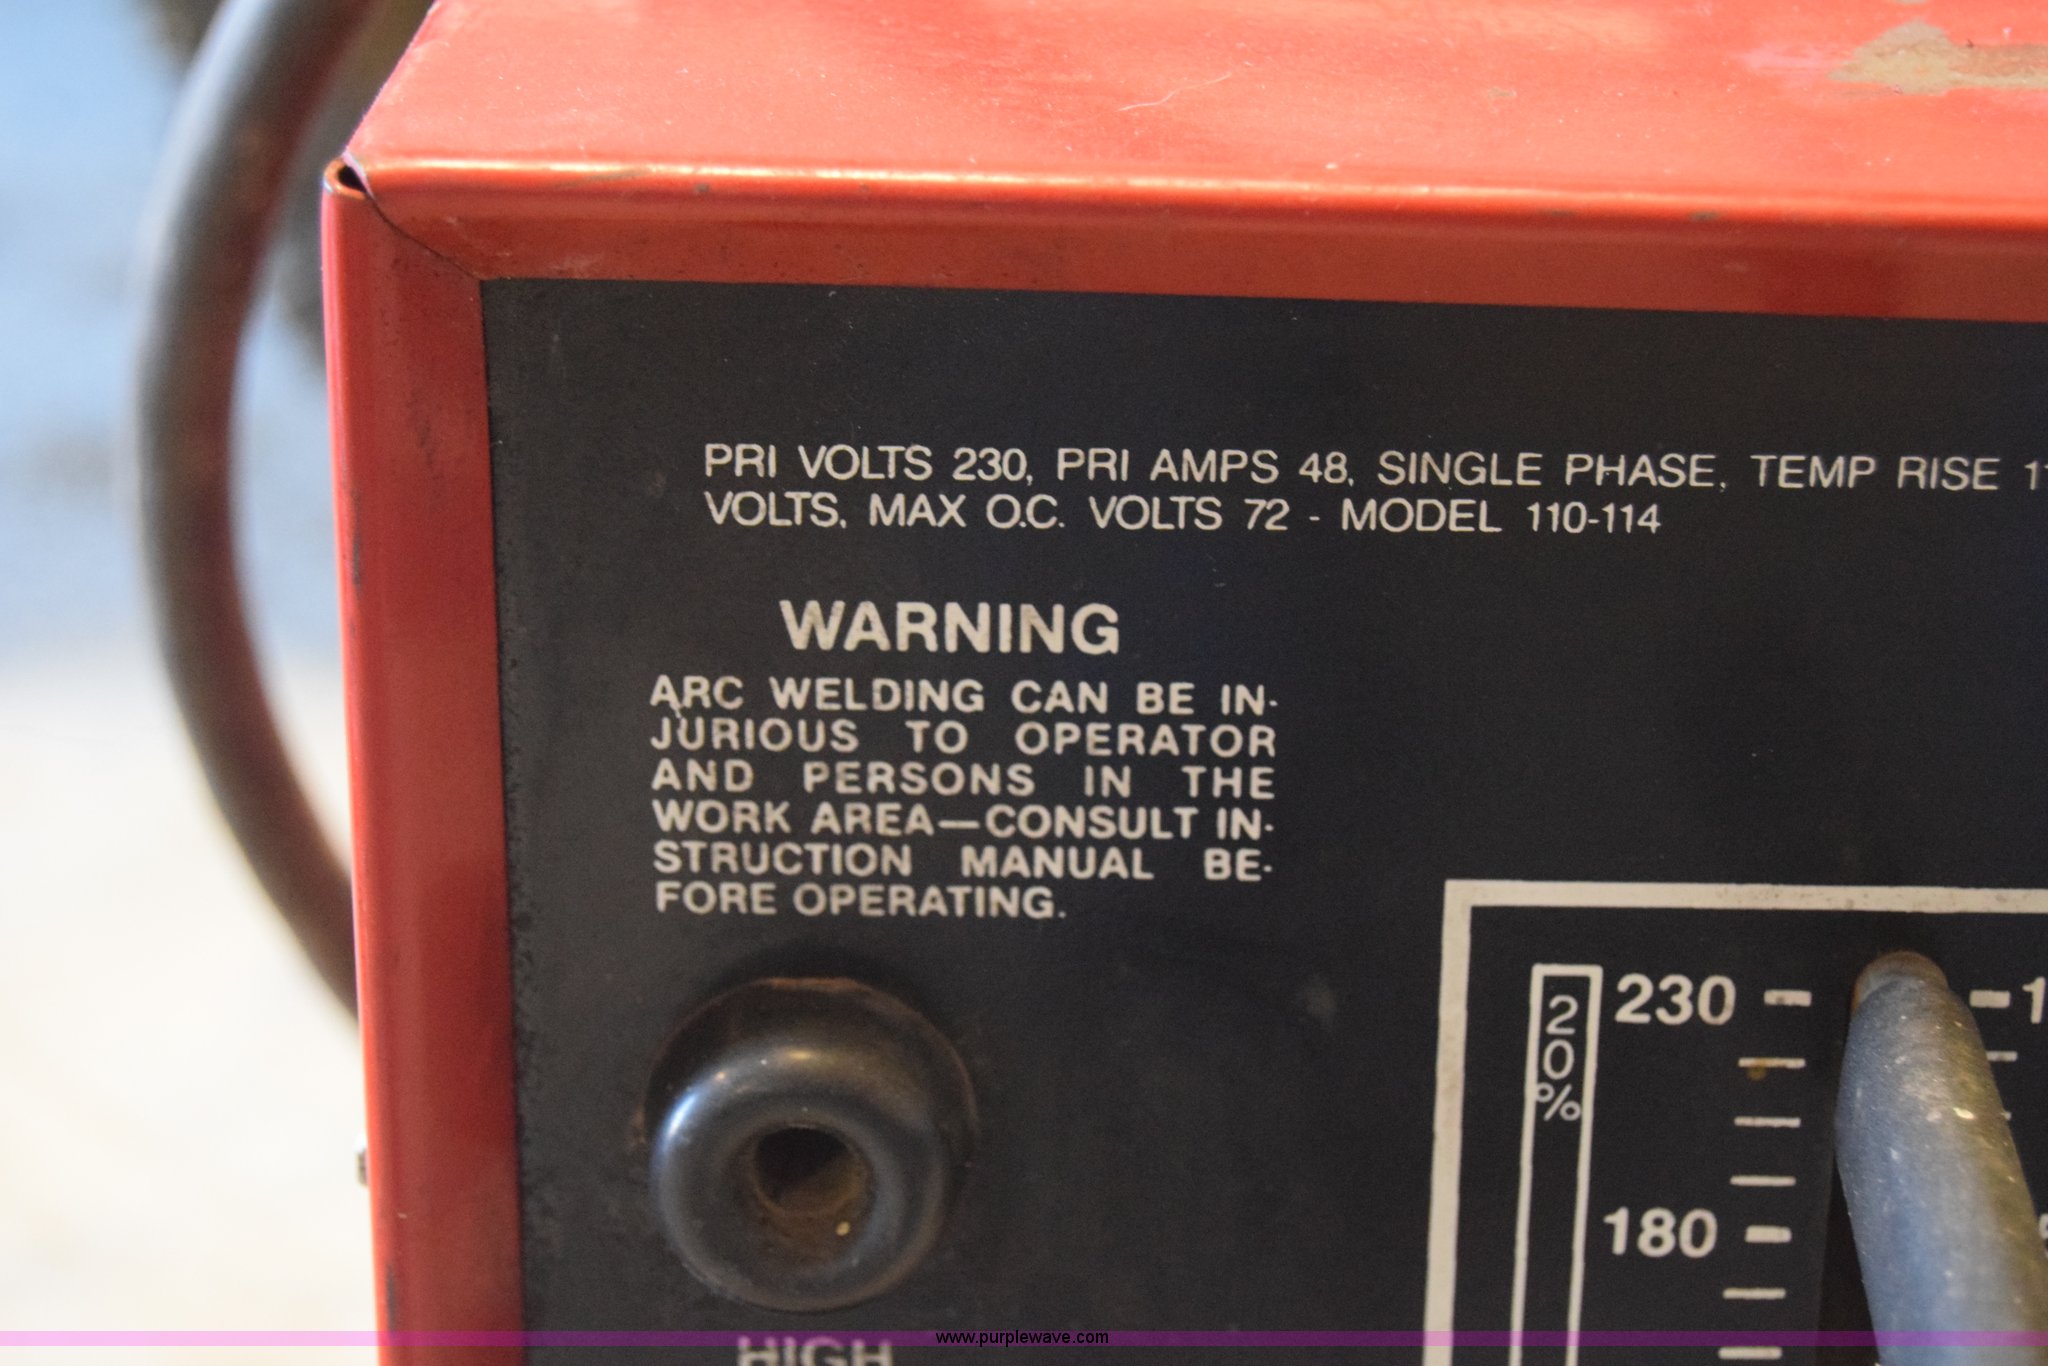 PRI VOLTS 230, PRI AMPS 48, SINGLE PHASE, TEMP RISE
VOLTS, MAX O.C. VOLTS 72 - MODEL 110-114
WARNING
ARC WELDING CAN BE IN-
JURIOUS TO OPERATOR
AND PERSONS IN THE
WORK AREA—CONSULT IN-
STRUCTION MANUAL BE-
FORE OPERATING.
20%
230
180
HIGH
www.purplewave.com